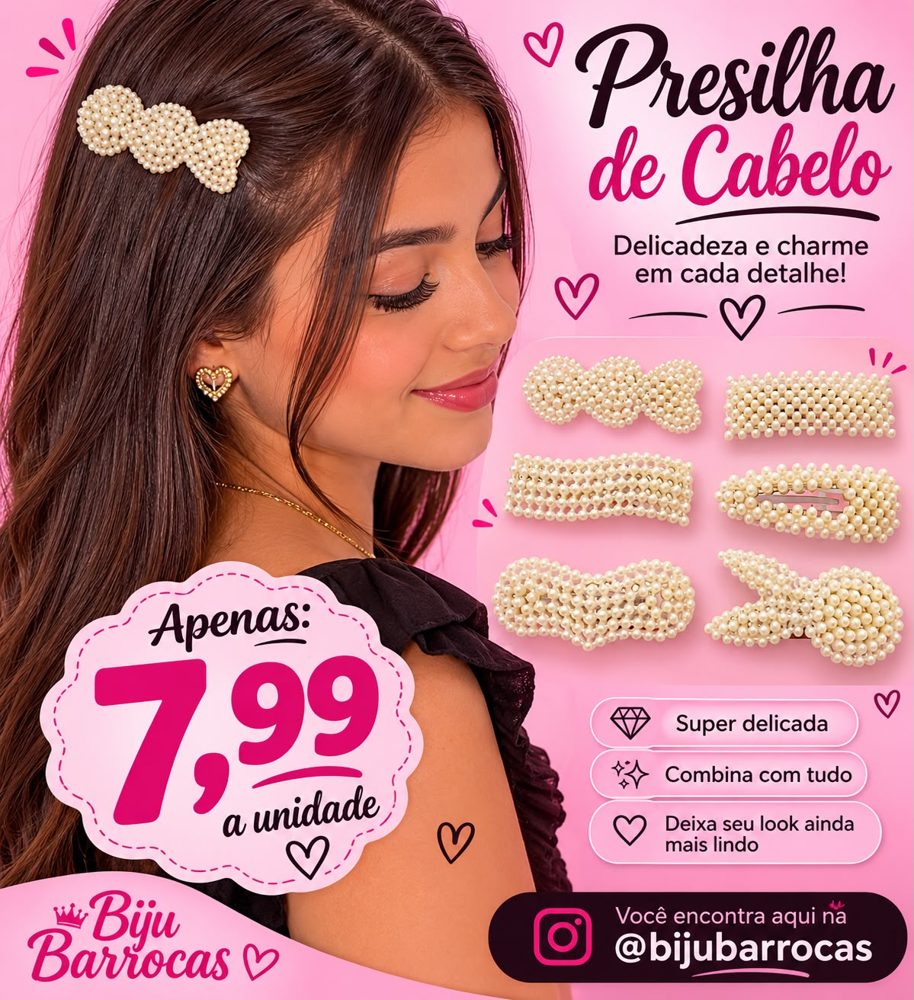 Presilha
de Cabelo
Delicadeza e charme
em cada detalhe!
Apenas:
7,99
a unidade
Super delicada
Combina com tudo
Deixa seu look ainda
mais lindo
Biju
Barrocas
Você encontra aqui na
@bijubarrocas